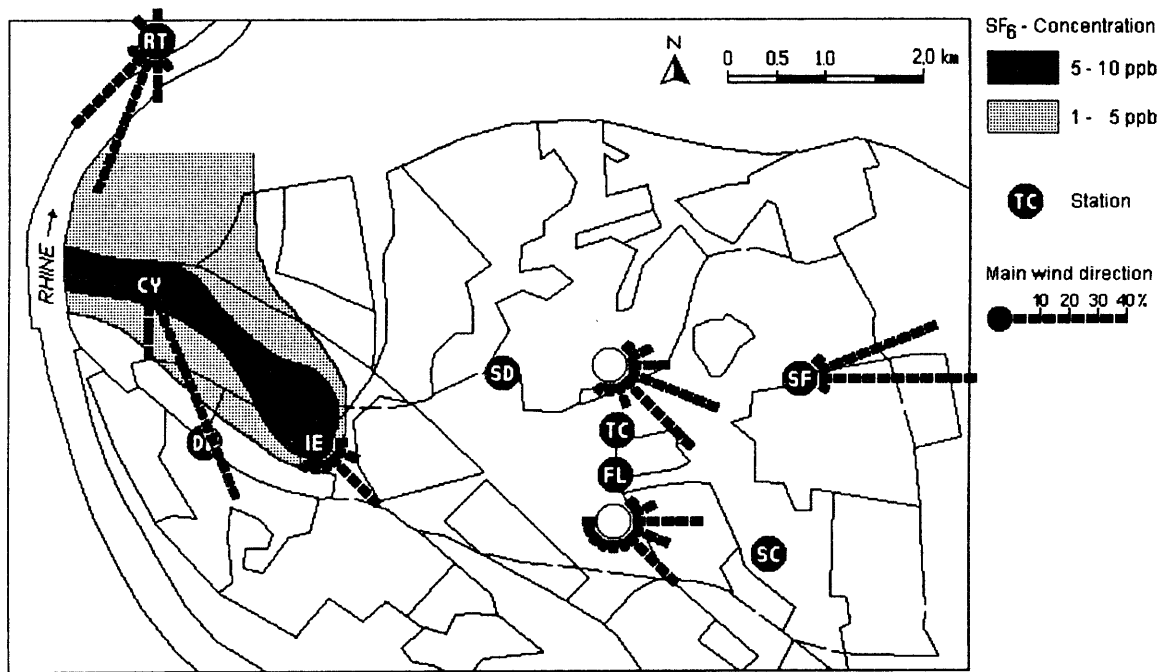 RT
N
0 0.5 1.0 2.0 km
SF6 - Concentration
5 - 10 ppb
1 - 5 ppb
TC Station
Main wind direction
10 20 30 40%
RHINE →
CY
SD
SF
TC
IE
FL
SC